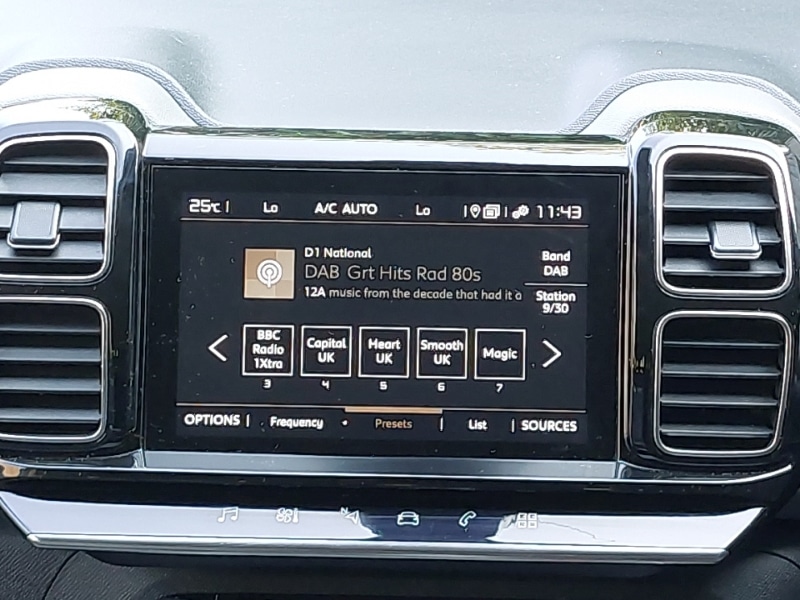 25℃ Lo A/C AUTO Lo 11:43
D1 National
DAB Grt Hits Rad 80s
12A music from the decade that had it a
Band
DAB
Station
9/30
BBC
Radio
1Xtra
3
Capital
UK
4
Heart
UK
5
Smooth
UK
6
Magic
7
OPTIONS Frequency Presets List SOURCES
N